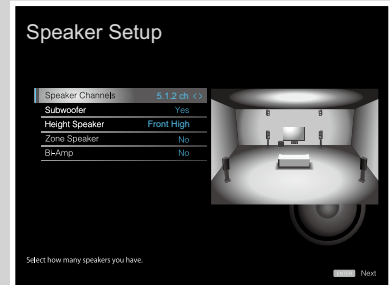 Speaker Setup
Speaker Channels 5.1.2 ch
Subwoofer Yes
Height Speaker Front High
Zone Speaker No
Bi-Amp No
Select how many speakers you have.
Next